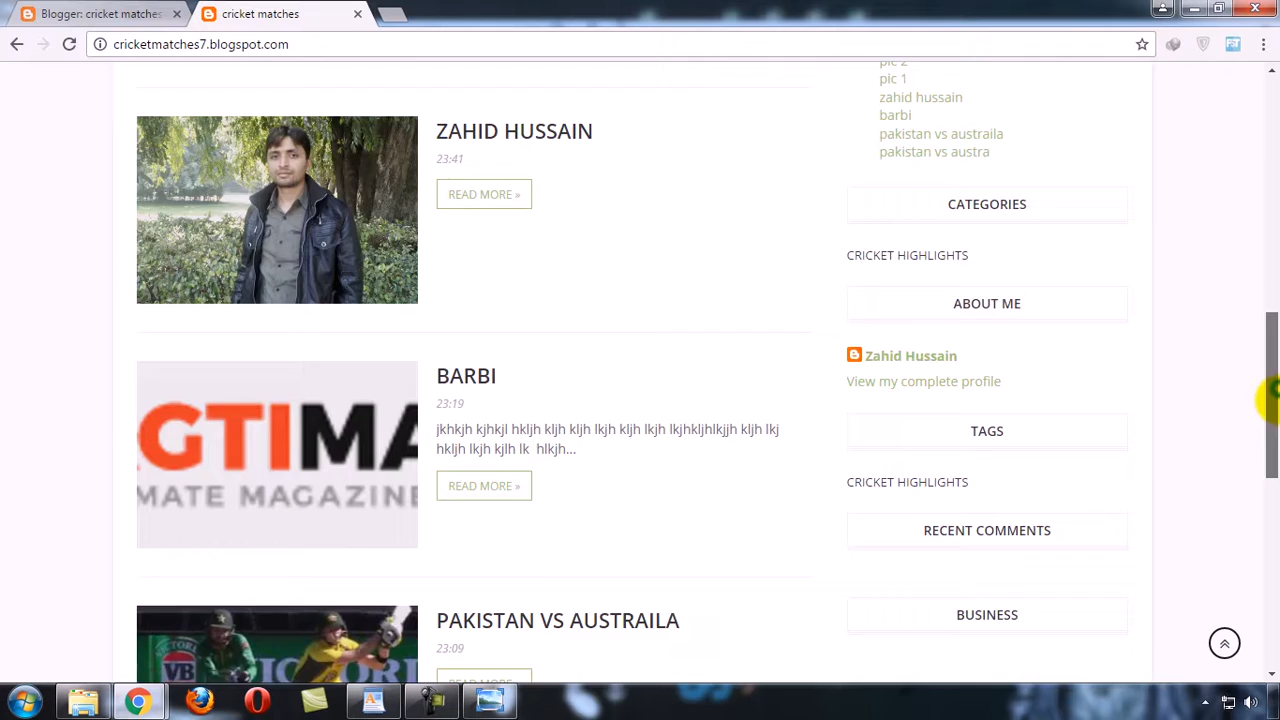 Blogger: cricket matches
cricket matches
cricketmatches7.blogspot.com
pic 2
pic 1
zahid hussain
barbi
pakistan vs austraila
pakistan vs austra
ZAHID HUSSAIN
23:41
READ MORE »
CATEGORIES
CRICKET HIGHLIGHTS
ABOUT ME
Zahid Hussain
View my complete profile
BARBI
23:19
jkhkjh kjhkjl hkljh kljh kljh lkjh kljh lkjh lkjhkljhlkjjh kljh lkj
hkljh lkjh kjlh lk hlkjh...
READ MORE »
GTIMA
MATE MAGAZINE
TAGS
CRICKET HIGHLIGHTS
RECENT COMMENTS
BUSINESS
PAKISTAN VS AUSTRAILA
23:09
READ MORE »
VB